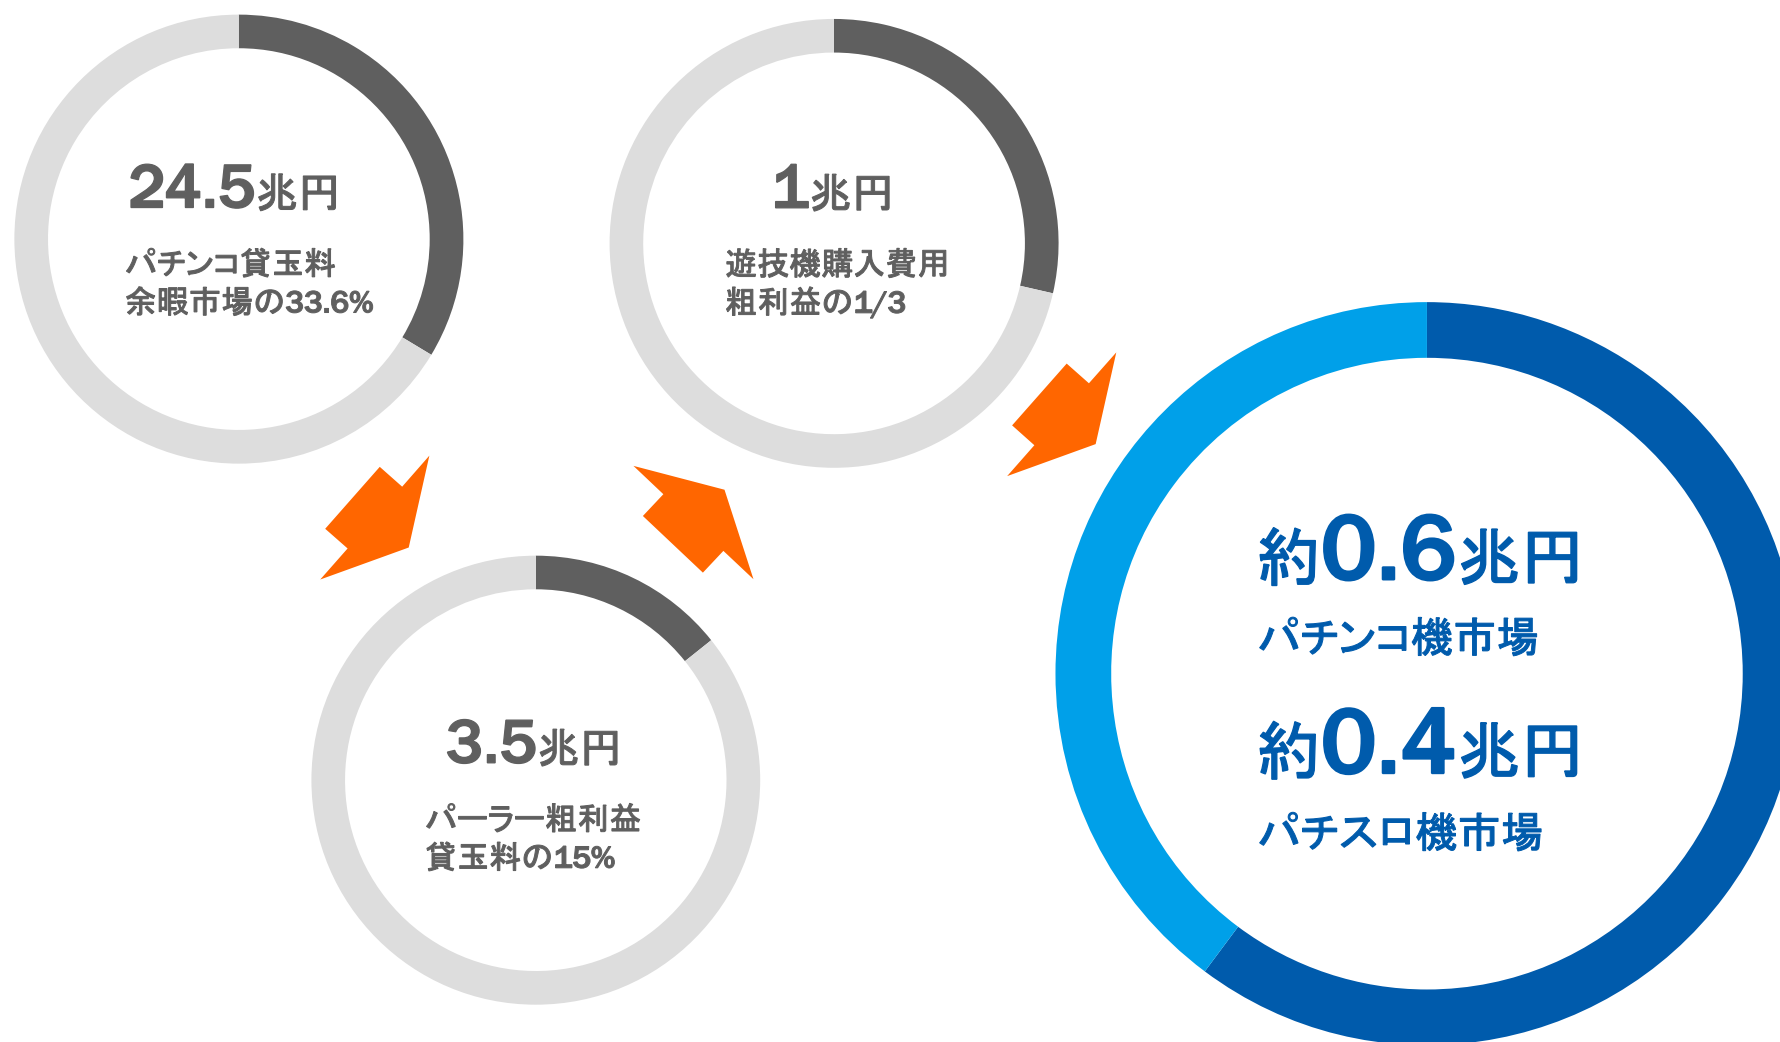 24.5兆円
パチンコ貸玉料
余暇市場の33.6%
1兆円
遊技機購入費用
粗利益の1/3
3.5兆円
パーラー粗利益
貸玉料の15%
約0.6兆円
パチンコ機市場
約0.4兆円
パチスロ機市場